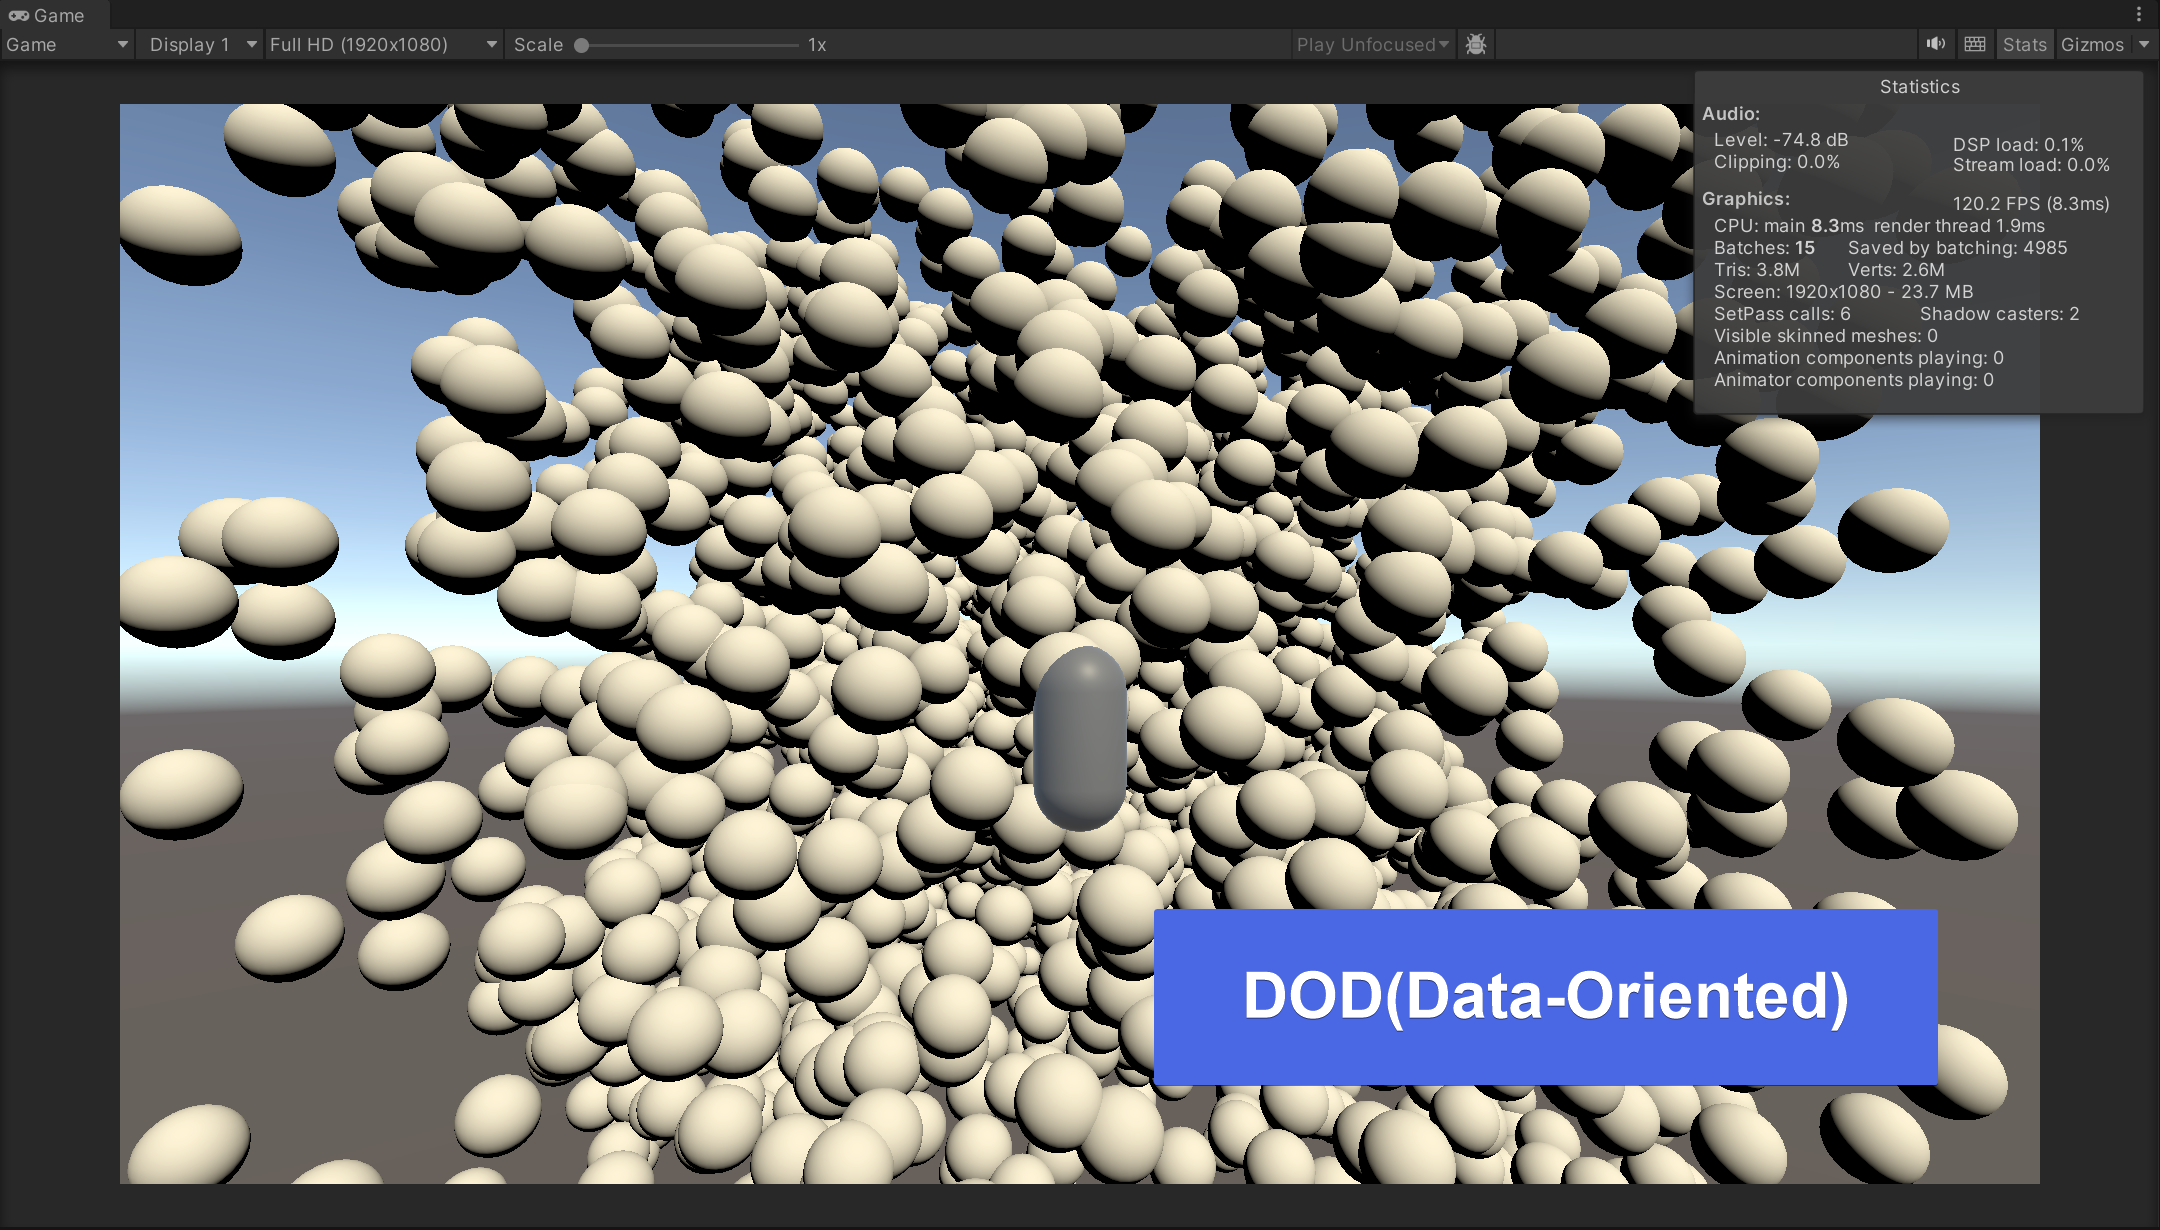 Game
Game Display 1 Full HD (1920x1080) Scale 1x Play Unfocused Stats Gizmos
Statistics
Audio:
Level: -74.8 dB DSP load: 0.1%
Clipping: 0.0% Stream load: 0.0%
Graphics: 120.2 FPS (8.3ms)
CPU: main 8.3ms render thread 1.9ms
Batches: 15 Saved by batching: 4985
Tris: 3.8M Verts: 2.6M
Screen: 1920x1080 - 23.7 MB
SetPass calls: 6 Shadow casters: 2
Visible skinned meshes: 0
Animation components playing: 0
Animator components playing: 0
DOD(Data-Oriented)